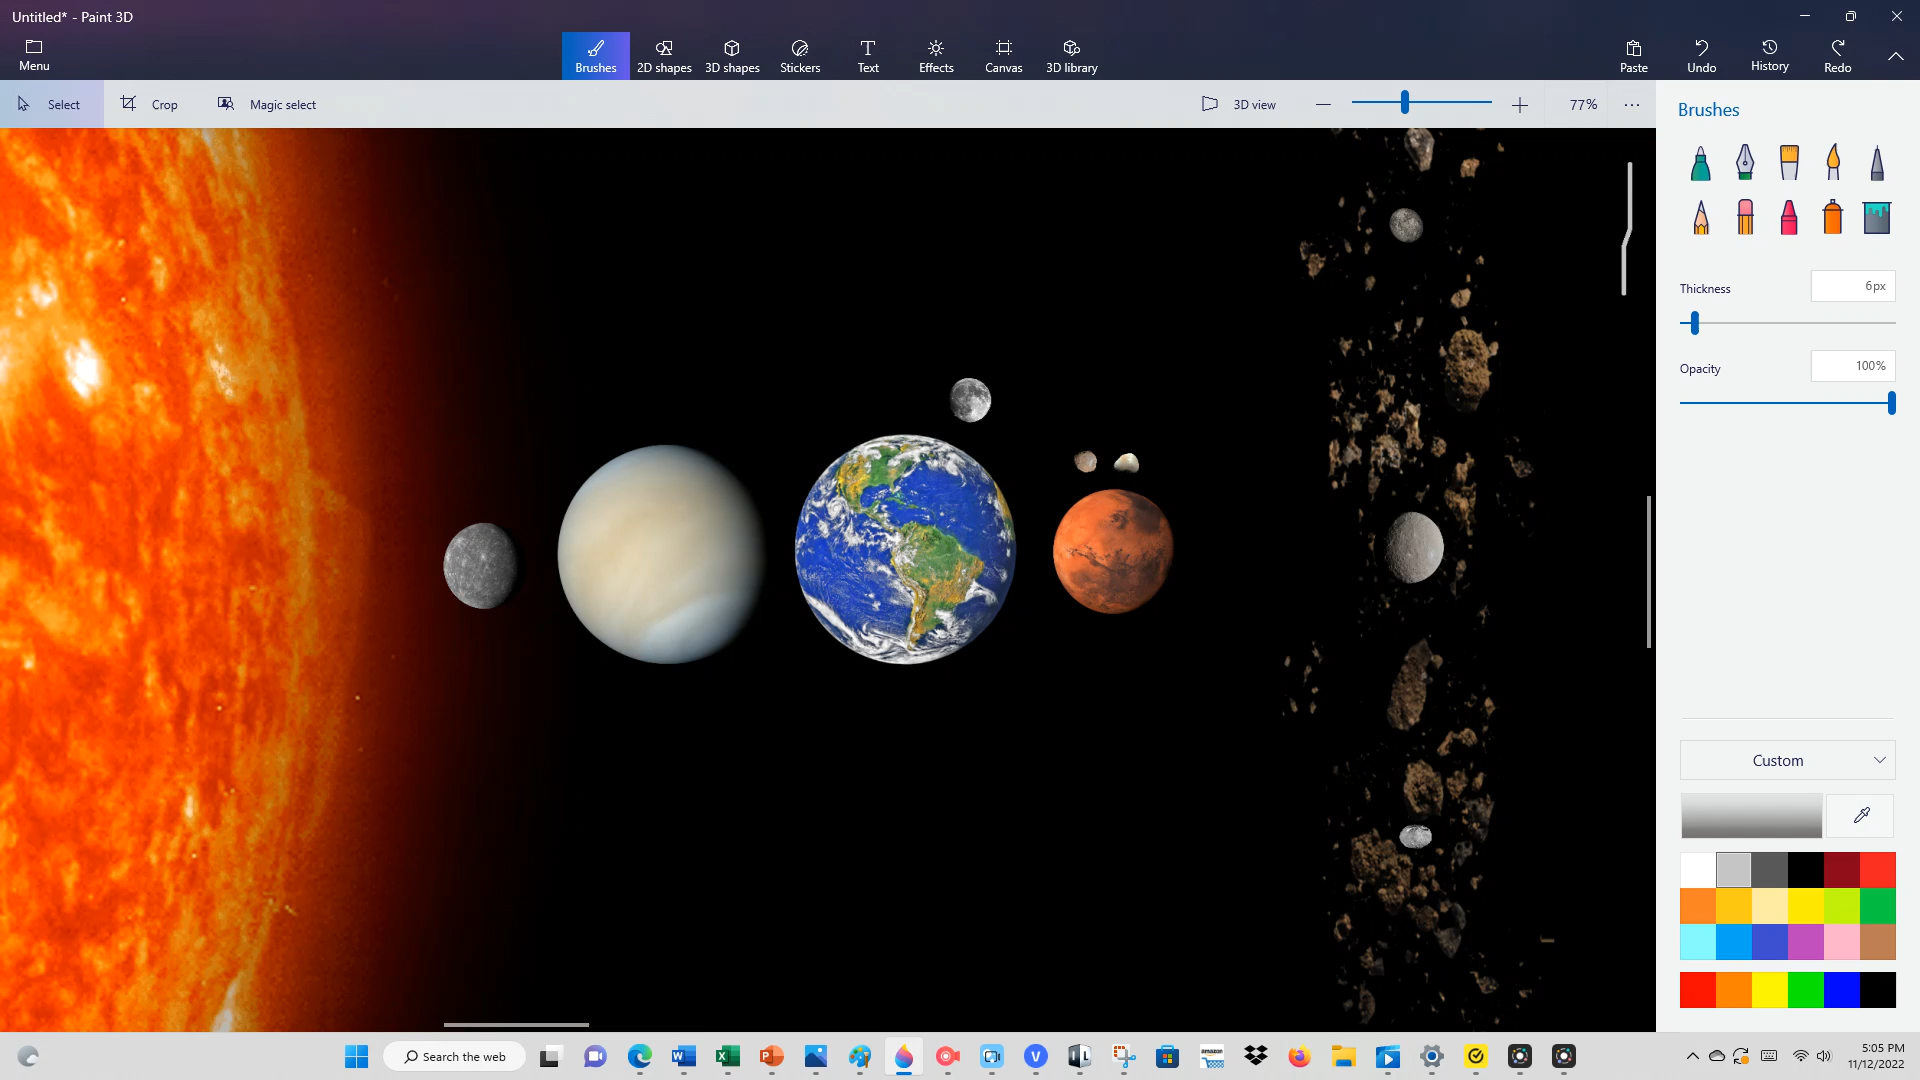 Untitled* - Paint 3D
Menu
Brushes
2D shapes
3D shapes
Stickers
Text
Effects
Canvas
3D library
Paste
Undo
History
Redo
Select
Crop
Magic select
3D view
77%
Brushes
Thickness
6px
Opacity
100%
Custom
Search the web
W
X
P
V
L
amazon
5:05 PM
11/12/2022